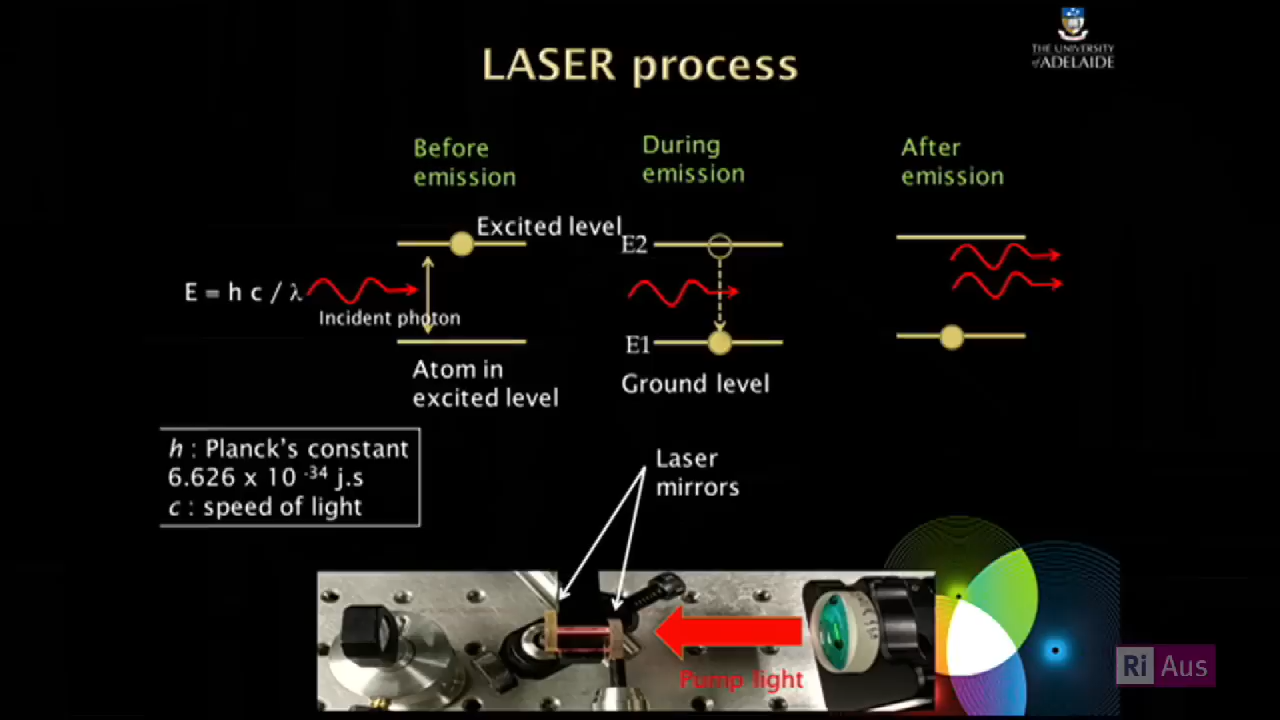 LASER process
THE UNIVERSITY
of ADELAIDE
Before
emission
During
emission
After
emission
Excited level
E2
E = h c / λ
Incident photon
E1
Atom in
excited level
Ground level
h : Planck's constant
6.626 x 10 -34 j.s
c : speed of light
Laser
mirrors
Pump light
Ri Aus